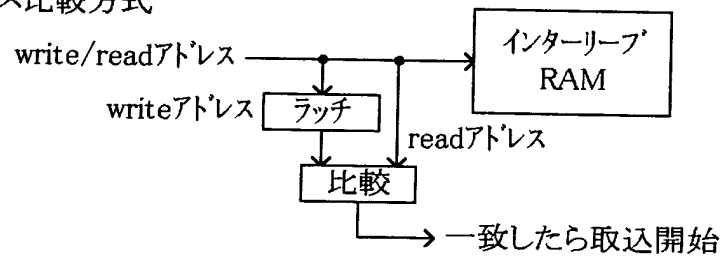 ス比較方式
write/readアドレス
インターリーブ
RAM
writeアドレス
ラッチ
readアドレス
比較
一致したら取込開始